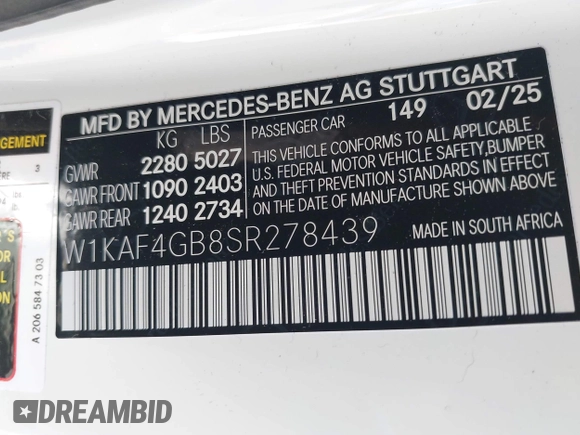 MFD BY MERCEDES-BENZ AG STUTTGART
KG LBS
PASSENGER CAR 149 02/25
GVWR 2280 5027
GAWR FRONT 1090 2403
GAWR REAR 1240 2734
THIS VEHICLE CONFORMS TO ALL APPLICABLE
U.S. FEDERAL MOTOR VEHICLE SAFETY, BUMPER
AND THEFT PREVENTION STANDARDS IN EFFECT
ON THE DATE OF MANUFACTURE SHOWN ABOVE.
W1KAF4GB8SR278439
MADE IN SOUTH AFRICA
AGEMENT
3
A 206 584 73 03
DREAMBID